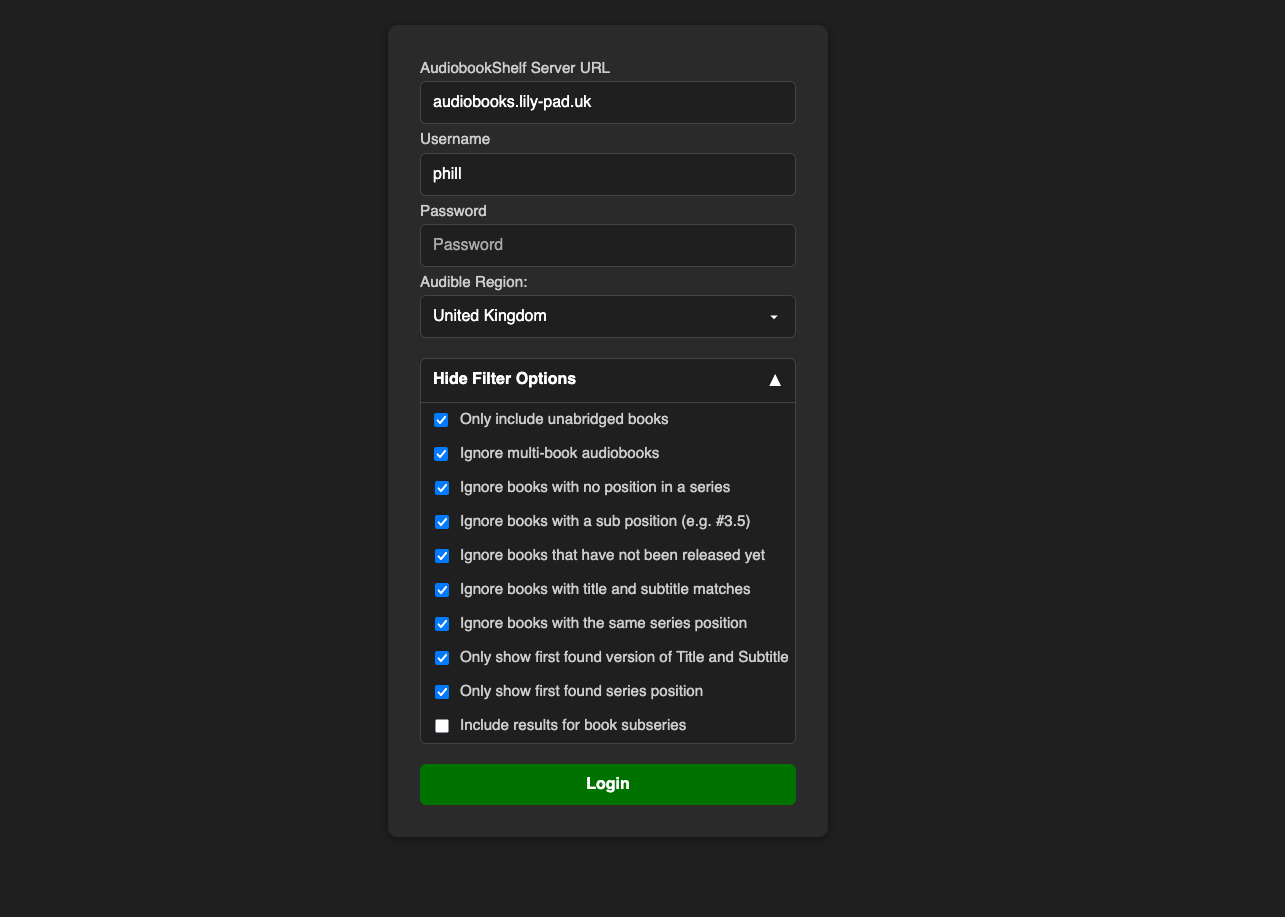 AudiobookShelf Server URL
audiobooks.lily-pad.uk
Username
phill
Password
Password
Audible Region:
United Kingdom
Hide Filter Options ▲
Only include unabridged books
Ignore multi-book audiobooks
Ignore books with no position in a series
Ignore books with a sub position (e.g. #3.5)
Ignore books that have not been released yet
Ignore books with title and subtitle matches
Ignore books with the same series position
Only show first found version of Title and Subtitle
Only show first found series position
Include results for book subseries
Login